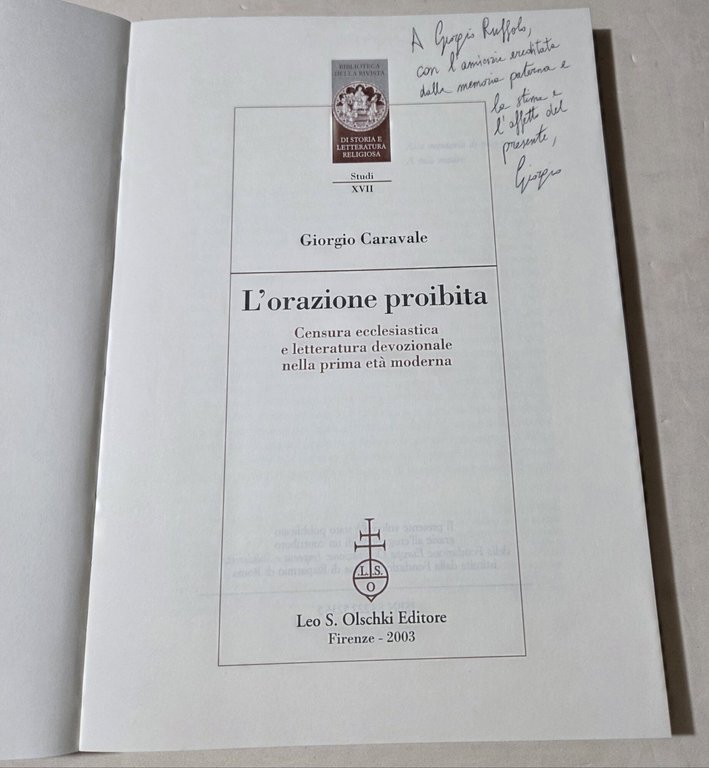 A Giorgio Ruffolo,
con l'amicizia ereditata
dalla memoria paterna e
la stima e
l'affetto del
presente,
Giorgio
BIBLIOTECA
DELLA RIVISTA
DI STORIA E
LETTERATURA
RELIGIOSA
Studi
XVII
Giorgio Caravale
L'orazione proibita
Censura ecclesiastica
e letteratura devozionale
nella prima età moderna
L. S.
O
Leo S. Olschki Editore
Firenze - 2003